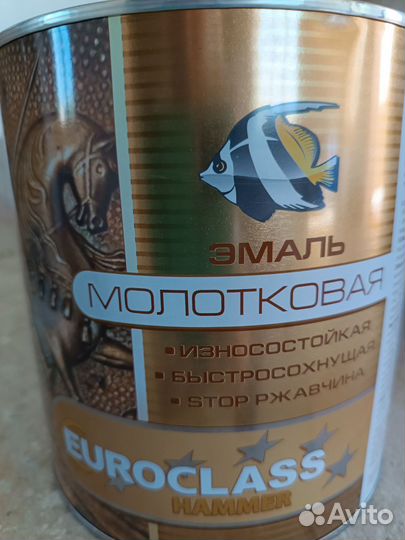 ЭМАЛЬ
МОЛОТКОВАЯ
• ИЗНОСОСТОЙКАЯ
• БЫСТРОСОХНУЩАЯ
• STOP РЖАВЧИНА
EUROCLASS
HAMMER
Avito